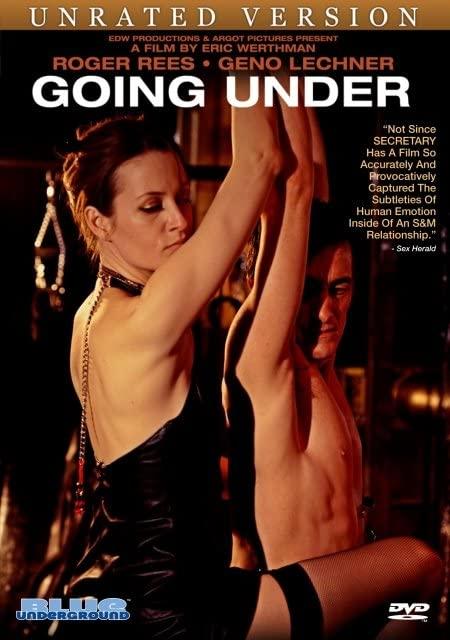 UNRATED VERSION
EDW PRODUCTIONS & ARGOT PICTURES PRESENT
A FILM BY ERIC WERTHMAN
ROGER REES • GENO LECHNER
GOING UNDER
"Not Since
SECRETARY
Has A Film So
Accurately And
Provocatively
Captured The
Subtleties Of
Human Emotion
Inside Of An S&M
Relationship."
- Sex Herald
BLUE
UNDERGROUND
DVD